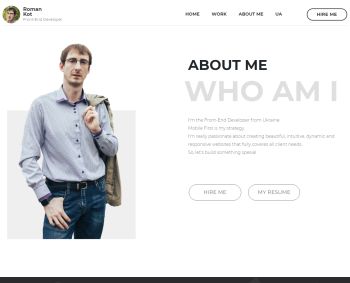 Roman
Kot
Front-End Developer
HOME
WORK
ABOUT ME
UA
HIRE ME
ABOUT ME
WHO AM I
I'm the Front-End Developer from Ukraine.
Mobile First is my strategy.
I'm really passionate about creating beautiful, intuitive, dynamic and
responsive websites that fully covered all client needs.
So let's build something special
HIRE ME
MY RESUME